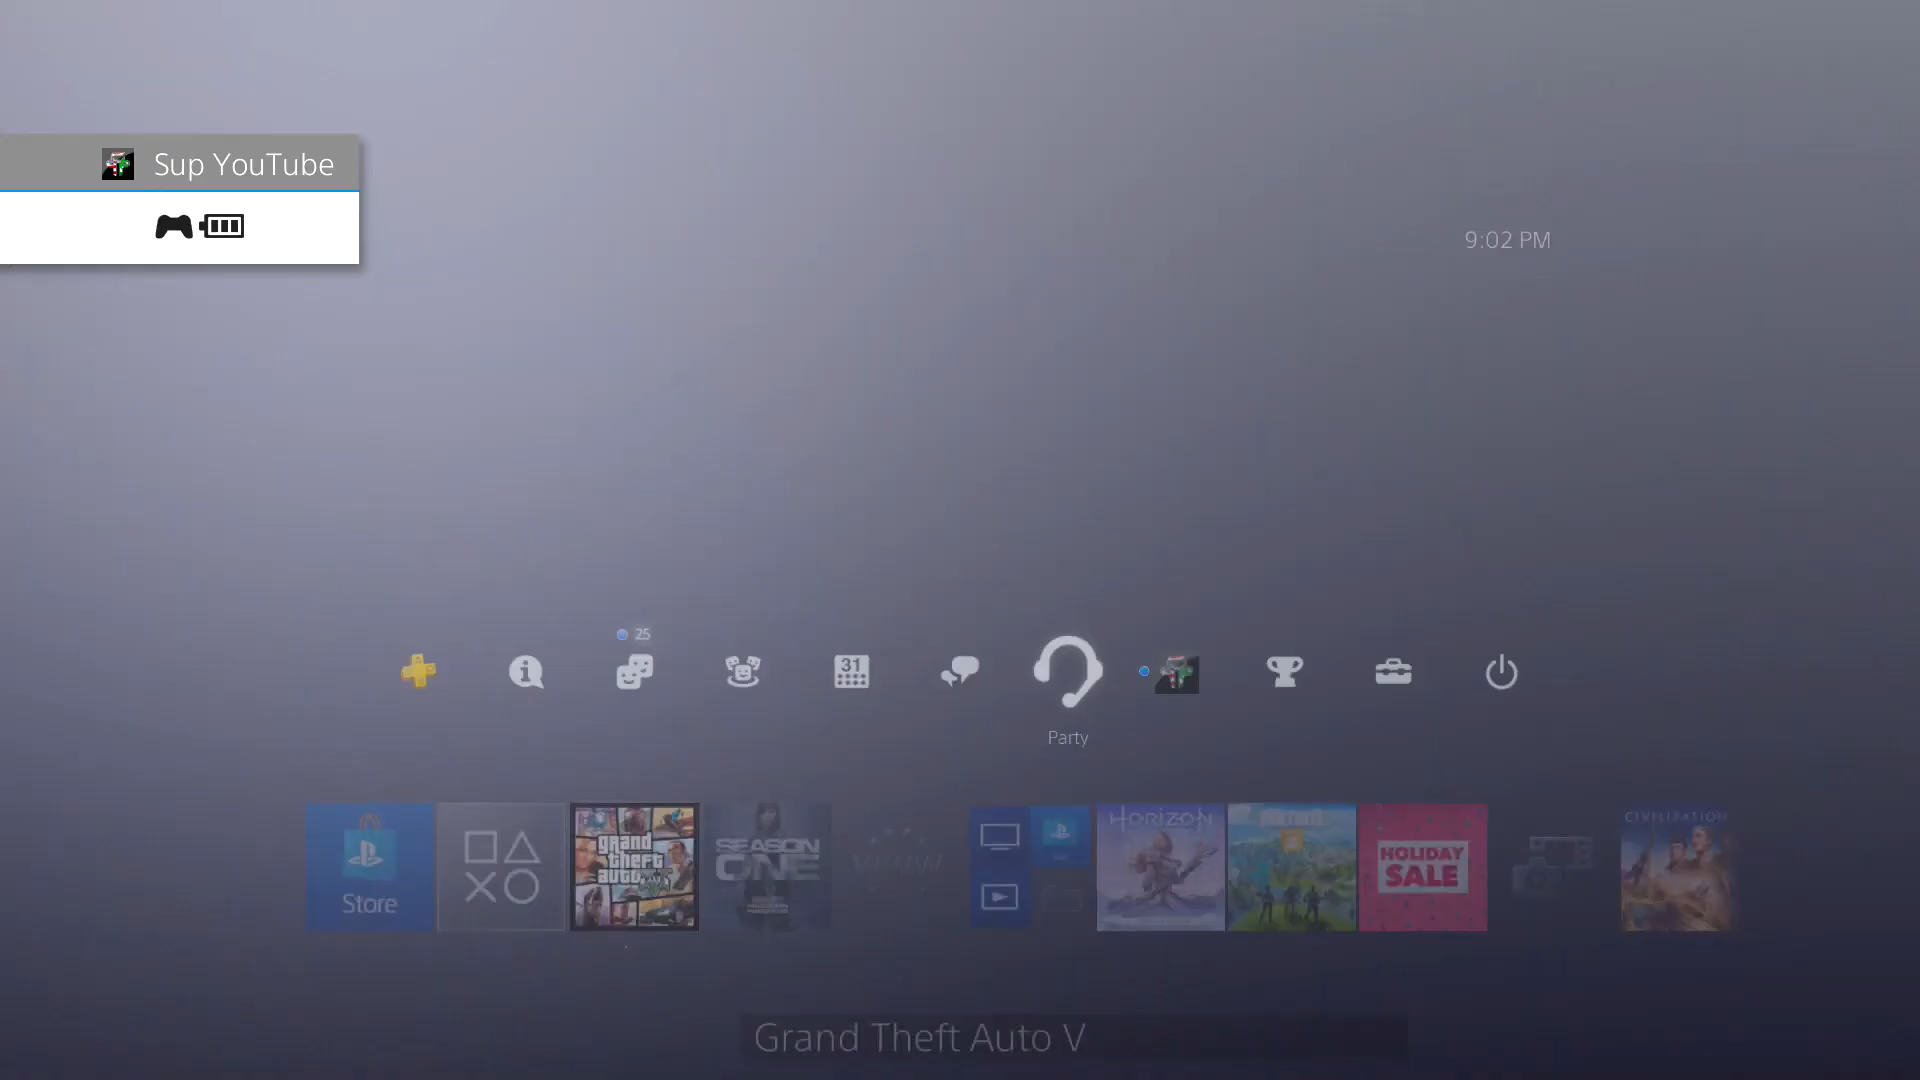 Sup YouTube
9:02 PM
25
31
Party
Store
grand
theft
auto
V
SEASON
ONE
HORIZON
HOLIDAY
SALE
CIVILIZATION
Grand Theft Auto V